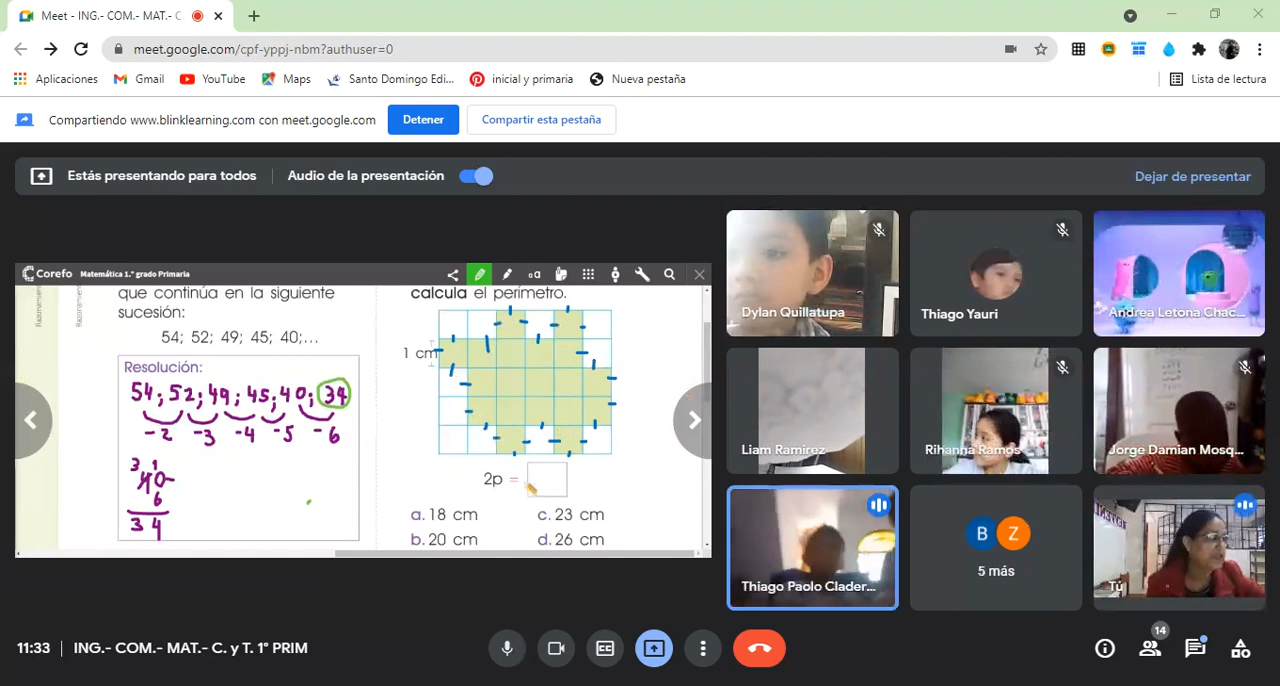 Meet - ING.- COM.- MAT.- C
meet.google.com/cpf-yppj-nbm?authuser=0
Aplicaciones Gmail YouTube Maps Santo Domingo Edi... inicial y primaria Nueva pestaña Lista de lectura
Compartiendo www.blinklearning.com con meet.google.com Detener Compartir esta pestaña
Estás presentando para todos Audio de la presentación Dejar de presentar
Corefo Matemática 1.° grado Primaria
que continúa en la siguiente
sucesión:
54; 52; 49; 45; 40;...
Resolución:
54; 52; 49; 45; 40; 34
-2 -3 -4 -5 -6
3 1
40-
6
34
calcula el perímetro.
1 cm
2p =
a. 18 cm c. 23 cm
b. 20 cm d. 26 cm
Dylan Quillatupa
Thiago Yauri
Andrea Letona Chac...
Liam Ramirez
Rihanna Ramos
Jorge Damian Mosq...
Thiago Paolo Clader...
B Z
5 más
Tú
11:33 ING.- COM.- MAT.- C. y T. 1° PRIM
14